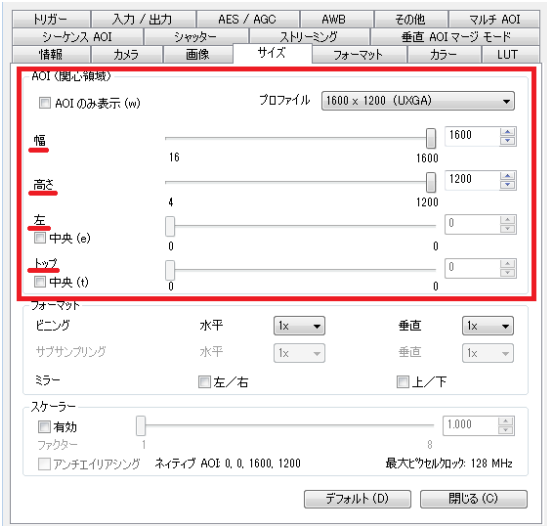 トリガー 入力 / 出力 AES / AGC AWB その他 マルチ AOI
シーケンス AOI シャッター ストリーミング 垂直 AOI マージ モード
情報 カメラ 画像 サイズ フォーマット カラー LUT
AOI (関心領域)
AOI のみ表示 (w) プロファイル 1600 x 1200 (UXGA)
幅 1600
16 1600
高さ 1200
4 1200
左 0
中央 (e) 0 0
トップ 0
中央 (t) 0 0
フォーマット
ビニング 水平 1x 垂直 1x
サブサンプリング 水平 1x 垂直 1x
ミラー 左/右 上/下
スケーラー
有効 1.000
ファクター 1 8
アンチエイリアシング ネイティブ AOI: 0, 0, 1600, 1200 最大ピクセルクロック: 128 MHz
デフォルト (D) 閉じる (C)